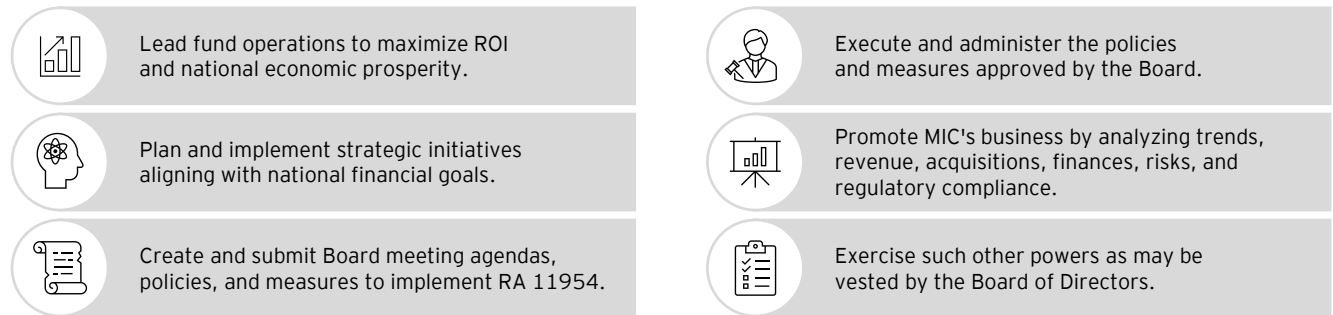 Lead fund operations to maximize ROI
and national economic prosperity.
Plan and implement strategic initiatives
aligning with national financial goals.
Create and submit Board meeting agendas,
policies, and measures to implement RA 11954.
Execute and administer the policies
and measures approved by the Board.
Promote MIC's business by analyzing trends,
revenue, acquisitions, finances, risks, and
regulatory compliance.
Exercise such other powers as may be
vested by the Board of Directors.